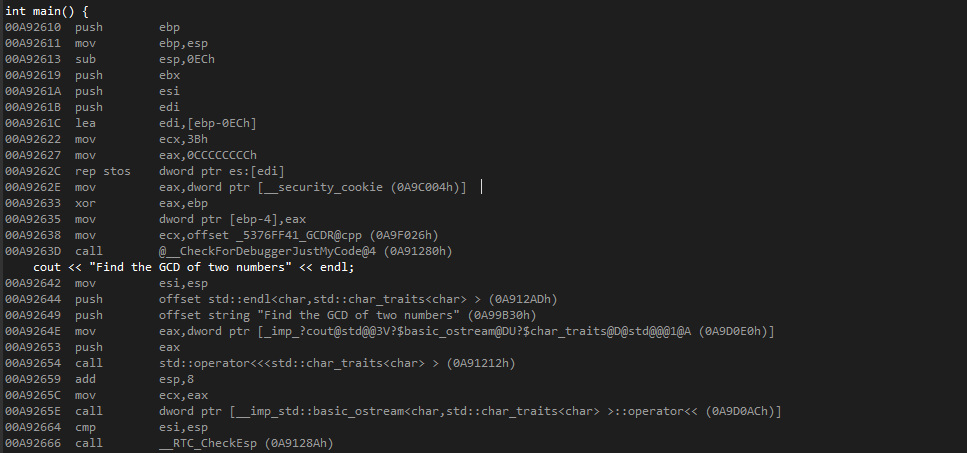 int main() {
00A92610  push        ebp
00A92611  mov         ebp,esp
00A92613  sub         esp,0ECh
00A92619  push        ebx
00A9261A  push        esi
00A9261B  push        edi
00A9261C  lea         edi,[ebp-0ECh]
00A92622  mov         ecx,3Bh
00A92627  mov         eax,0CCCCCCCCh
00A9262C  rep stos    dword ptr es:[edi]
00A9262E  mov         eax,dword ptr [__security_cookie (0A9C004h)]
00A92633  xor         eax,ebp
00A92635  mov         dword ptr [ebp-4],eax
00A92638  mov         ecx,offset _5376FF41_GCDR@cpp (0A9F026h)
00A9263D  call        @__CheckForDebuggerJustMyCode@4 (0A91280h)
    cout << "Find the GCD of two numbers" << endl;
00A92642  mov         esi,esp
00A92644  push        offset std::endl<char,std::char_traits<char> > (0A912ADh)
00A92649  push        offset string "Find the GCD of two numbers" (0A99B30h)
00A9264E  mov         eax,dword ptr [_imp_?cout@std@@3V?$basic_ostream@DU?$char_traits@D@std@@@1@A (0A9D0E0h)]
00A92653  push        eax
00A92654  call        std::operator<<<std::char_traits<char> > (0A91212h)
00A92659  add         esp,8
00A9265C  mov         ecx,eax
00A9265E  call        dword ptr [__imp_std::basic_ostream<char,std::char_traits<char> >::operator<< (0A9D0ACh)]
00A92664  cmp         esi,esp
00A92666  call        __RTC_CheckEsp (0A9128Ah)